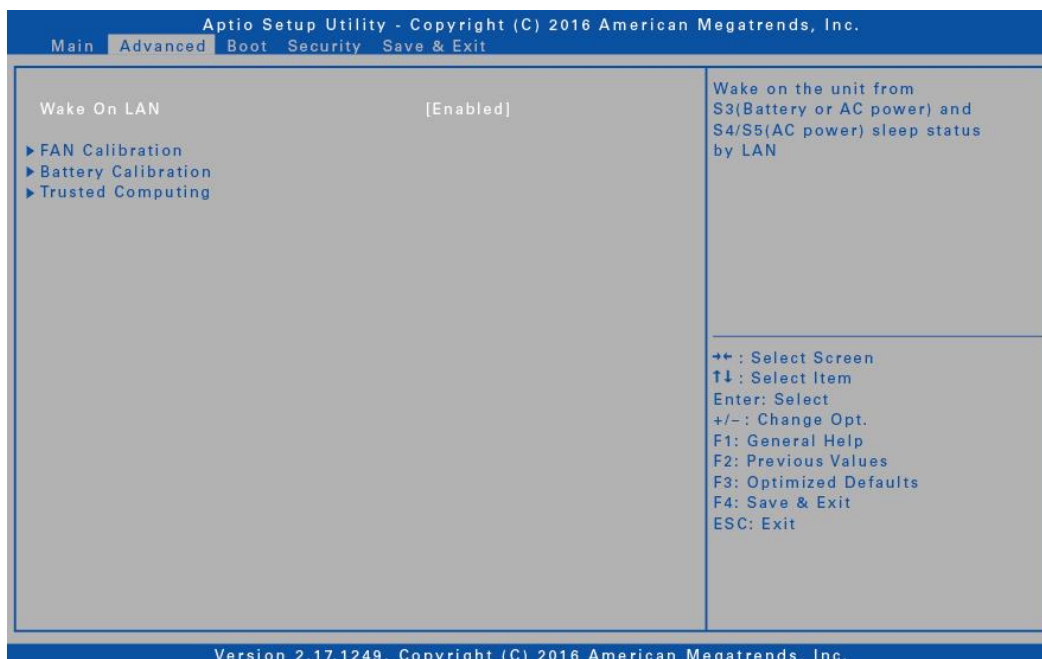 Aptio Setup Utility - Copyright (C) 2016 American Megatrends, Inc.
Main Advanced Boot Security Save & Exit
Wake On LAN [Enabled]
▶ FAN Calibration
▶ Battery Calibration
▶ Trusted Computing
Wake on the unit from
S3(Battery or AC power) and
S4/S5(AC power) sleep status
by LAN
→← : Select Screen
↑↓ : Select Item
Enter: Select
+/– : Change Opt.
F1: General Help
F2: Previous Values
F3: Optimized Defaults
F4: Save & Exit
ESC: Exit
Version 2.17.1249. Copyright (C) 2016 American Megatrends, Inc.